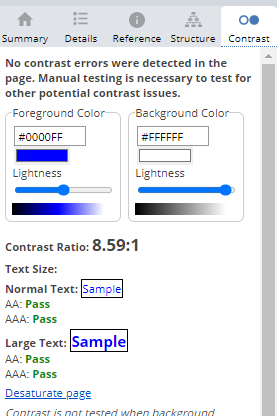 Summary Details Reference Structure Contrast
No contrast errors were detected in the
page. Manual testing is necessary to test for
other potential contrast issues.
Foreground Color Background Color
#0000FF #FFFFFF
Lightness Lightness
Contrast Ratio: 8.59:1
Text Size:
Normal Text: Sample
AA: Pass
AAA: Pass
Large Text: Sample
AA: Pass
AAA: Pass
Desaturate page
Contrast is not tested when background